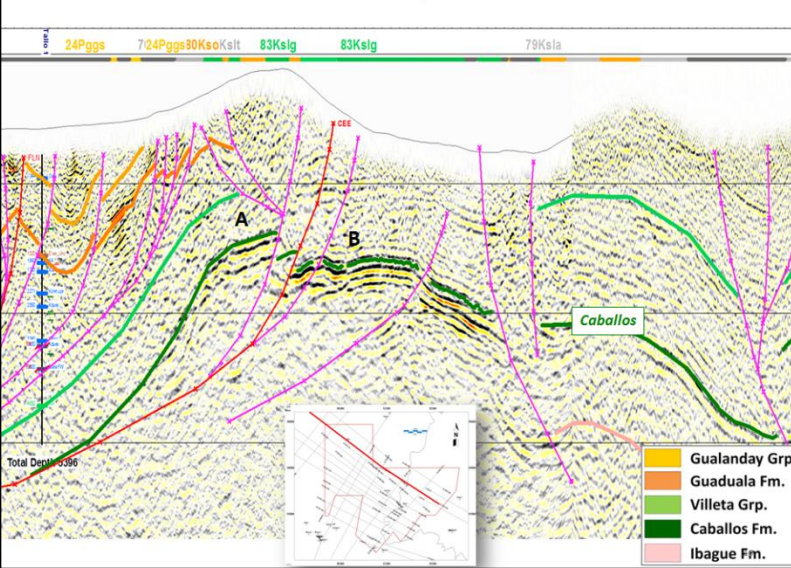 Tallo 1
24Pggs
24Pggs
80Kso
Kslt
83Kslg
83Kslg
79Ksla
FLN
CEE
A
B
Caballos
Total Depth 5396
N
Gualanday Grp
Guaduala Fm.
Villeta Grp.
Caballos Fm.
Ibague Fm.